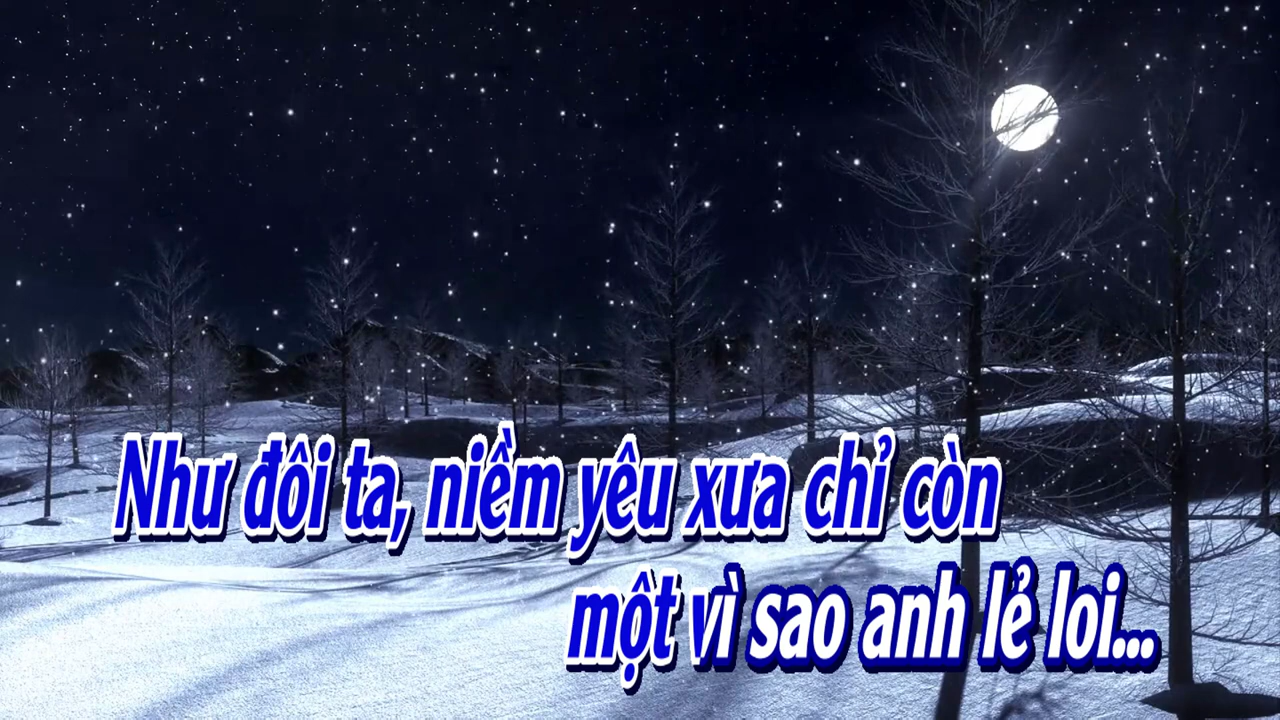 Như đôi ta, niềm yêu xưa chỉ còn
một vì sao anh lẻ loi...